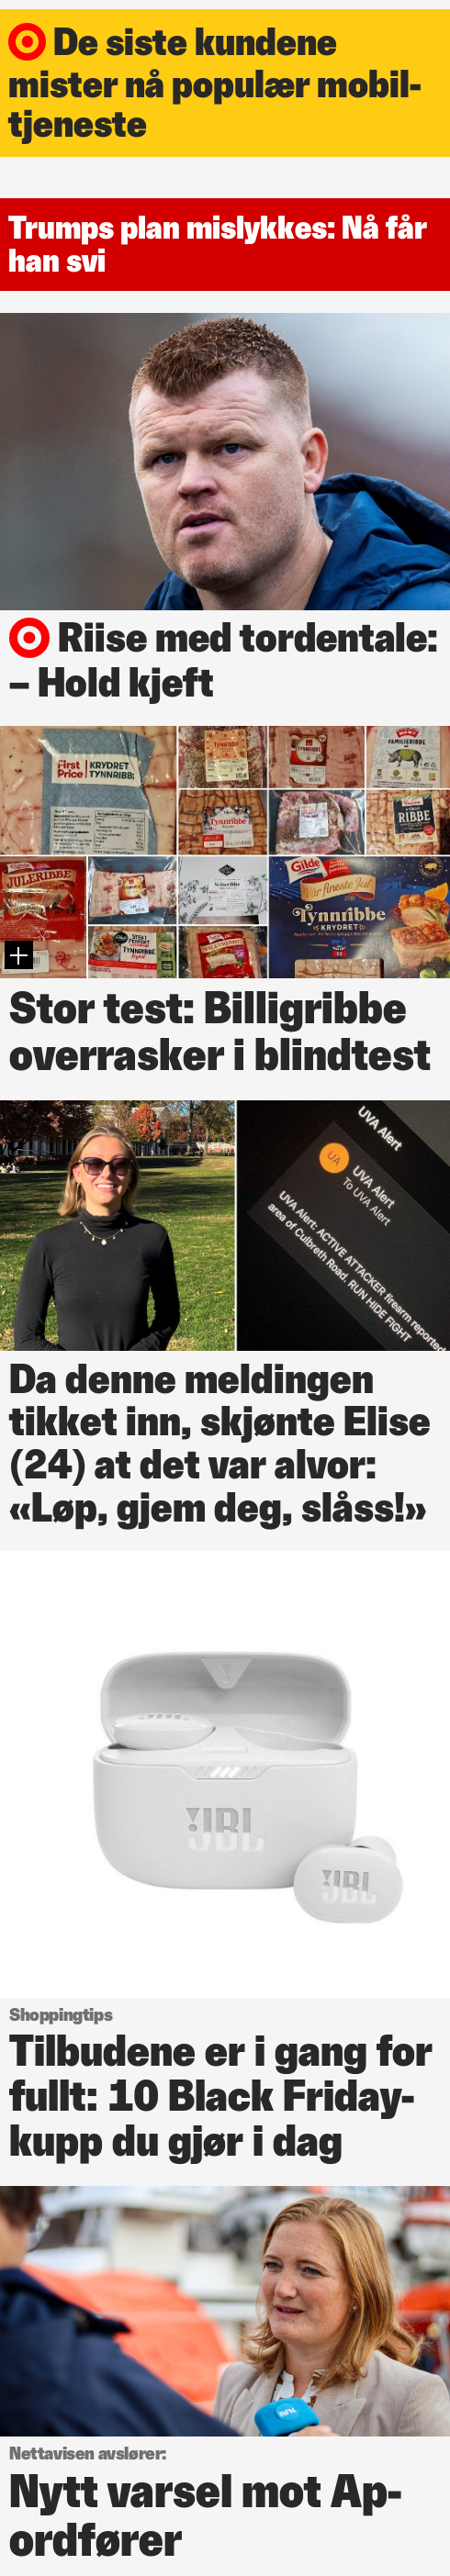 De siste kundene
mister nå populær mobil-
tjeneste
Trumps plan mislykkes: Nå får
han svi
Riise med tordentale:
– Hold kjeft
First
Price
KRYDRET
TYNNRIBB;
FAMILIERIBBE
RIBBE
JULERIBBE
TYNNRIBBE
Gilde
Vår fineste Jul
Tynnribbe
KRYDRET
Stor test: Billigribbe
overrasker i blindtest
UVA Alert
UA
UVA Alert
To UVA Alert
UVA Alert: ACTIVE ATTACKER firearm reported
area of Culbreth Road. RUN HIDE FIGHT
Da denne meldingen
tikket inn, skjønte Elise
(24) at det var alvor:
«Løp, gjem deg, slåss!»
JBL
JBL
Shoppingtips
Tilbudene er i gang for
fullt: 10 Black Friday-
kupp du gjør i dag
NRK
Nettavisen avslører:
Nytt varsel mot Ap-
ordfører